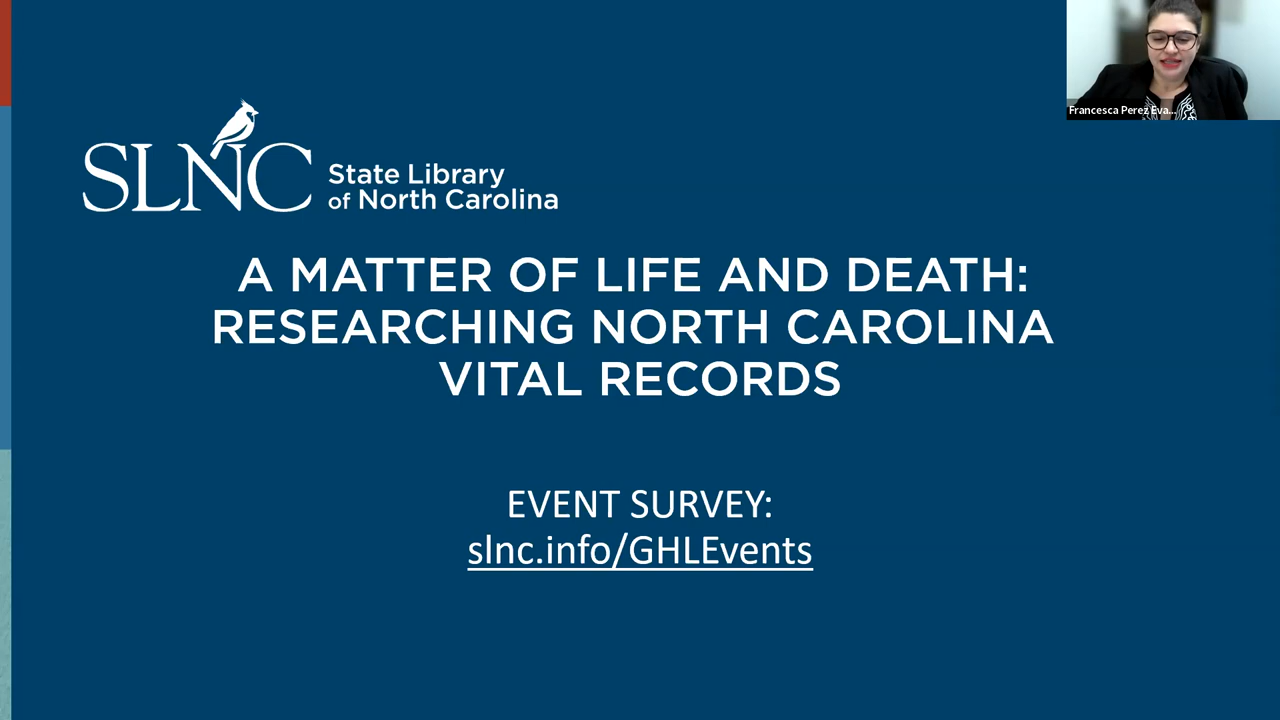 Francesca Perez Eva...
SLNC
State Library
of North Carolina
A MATTER OF LIFE AND DEATH:
RESEARCHING NORTH CAROLINA
VITAL RECORDS
EVENT SURVEY:
slnc.info/GHLEvents